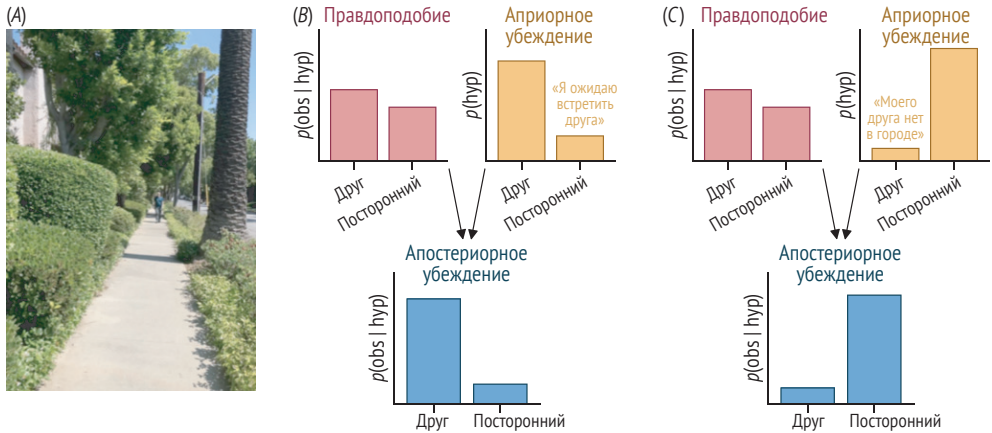 (A)
(B)
Правдоподобие
Априорное
убеждение
p(obs | hyp)
p(hyp)
«Я ожидаю
встретить
друга»
Друг
Посторонний
Друг
Посторонний
Апостериорное
убеждение
p(obs | hyp)
Друг
Посторонний
(C)
Правдоподобие
Априорное
убеждение
p(obs | hyp)
p(hyp)
«Моего
друга нет
в городе»
Друг
Посторонний
Друг
Посторонний
Апостериорное
убеждение
p(obs | hyp)
Друг
Посторонний